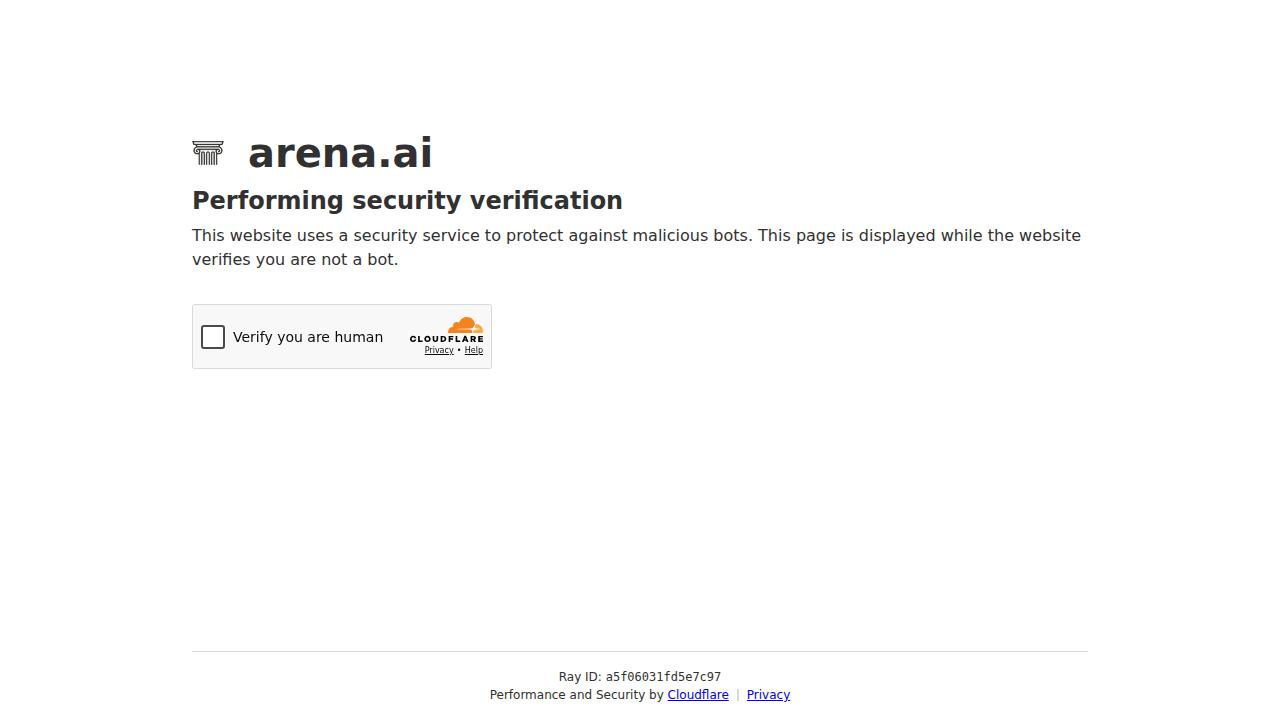 arena.ai
Performing security verification
This website uses a security service to protect against malicious bots. This page is displayed while the website
verifies you are not a bot.
Verify you are human
CLOUDFLARE
Privacy • Help
Ray ID: a5f06031fd5e7c97
Performance and Security by Cloudflare | Privacy